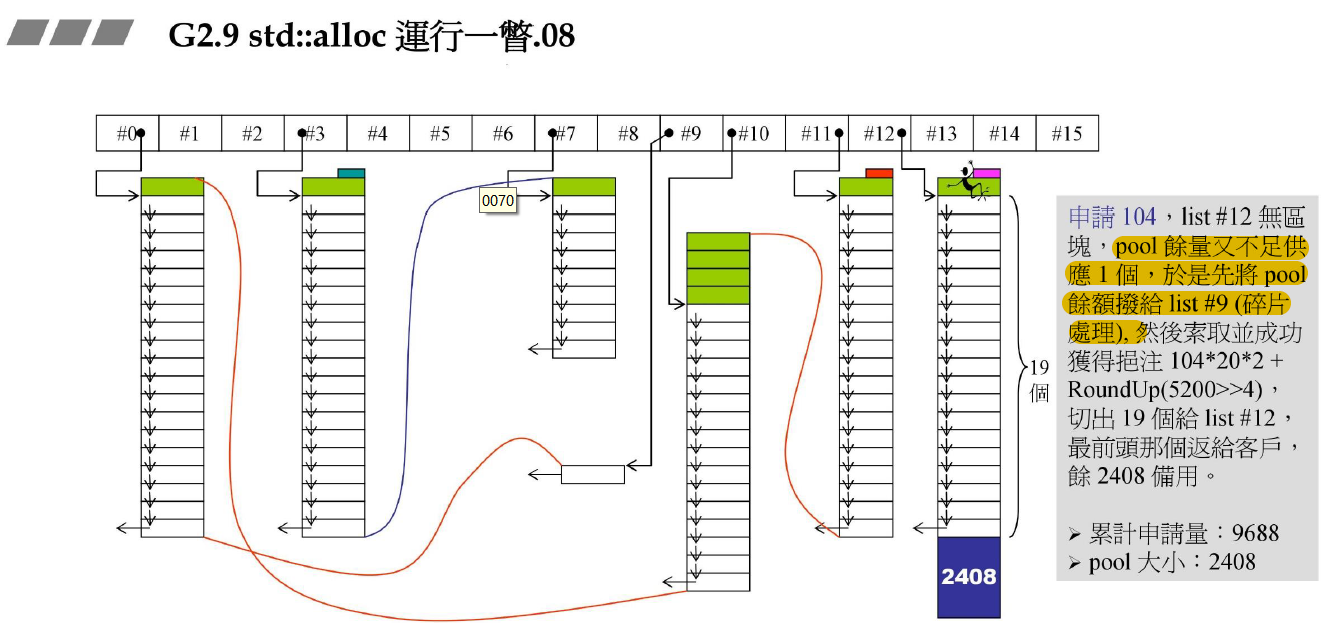 G2.9 std::alloc 運行一瞥.08
#0 #1 #2 #3 #4 #5 #6 #7 #8 #9 #10 #11 #12 #13 #14 #15
0070
申請 104，list #12 無區
塊，pool 餘量又不足供
應 1 個，於是先將 pool
餘額撥給 list #9 (碎片
處理), 然後索取並成功
獲得挹注 104*20*2 +
RoundUp(5200>>4)，
切出 19 個給 list #12，
最前頭那個返給客戶，
餘 2408 備用。
19
個
➢ 累計申請量：9688
➢ pool 大小：2408
2408